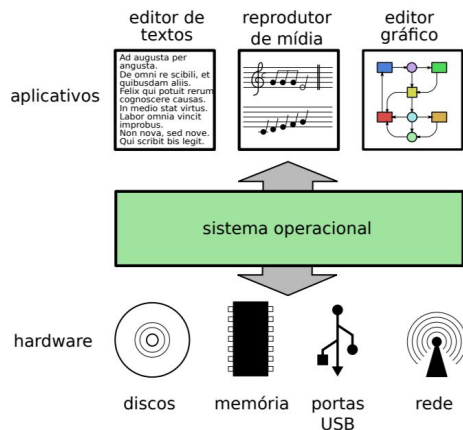 editor de
textos
reprodutor
de mídia
editor
gráfico
aplicativos
Ad augusta per
angusta.
De omni re scibili, et
quibusdam aliis.
Felix qui potuit rerum
cognoscere causas.
In medio stat virtus.
Labor omnia vincit
improbus.
Non nova, sed nove.
Qui scribit bis legit.
sistema operacional
hardware
discos
memória
portas
USB
rede